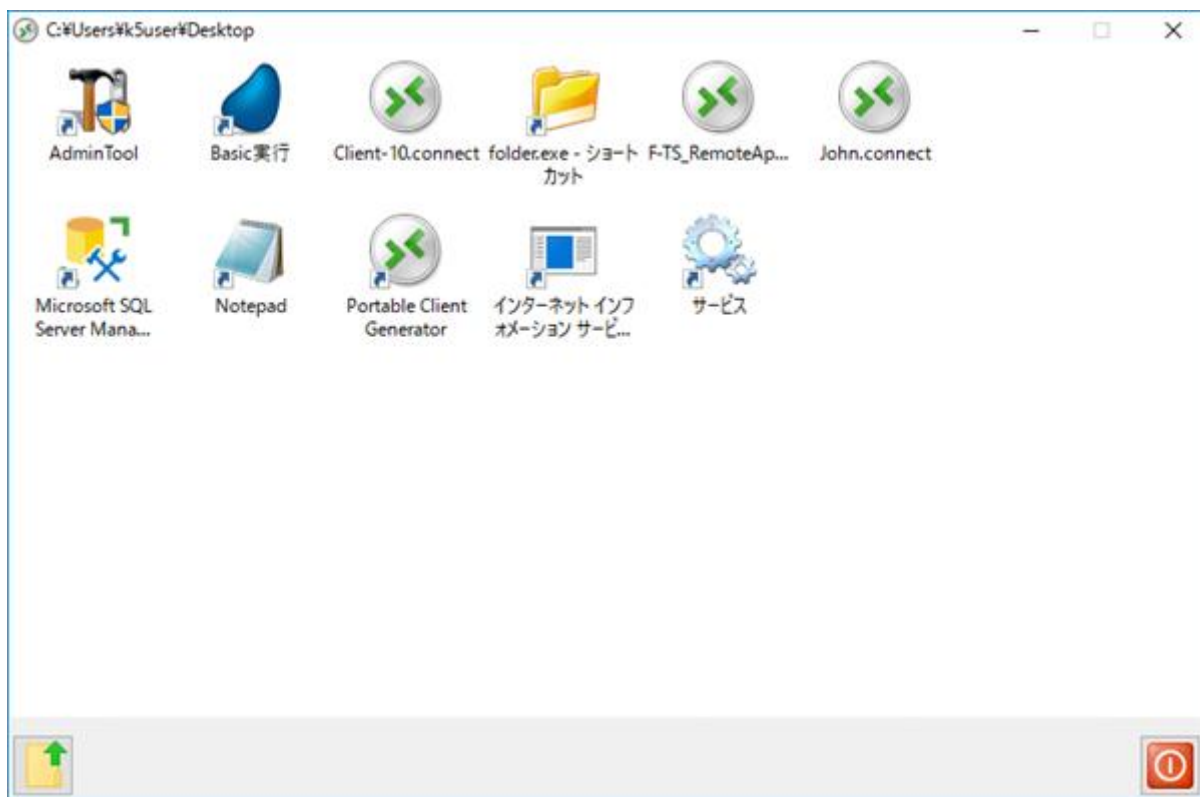 C:¥Users¥k5user¥Desktop
AdminTool
Basic実行
Client-10.connect
folder.exe - ショート
カット
F-TS_RemoteAp...
John.connect
Microsoft SQL
Server Mana...
Notepad
Portable Client
Generator
インターネット インフ
ォメーション サービ...
サービス